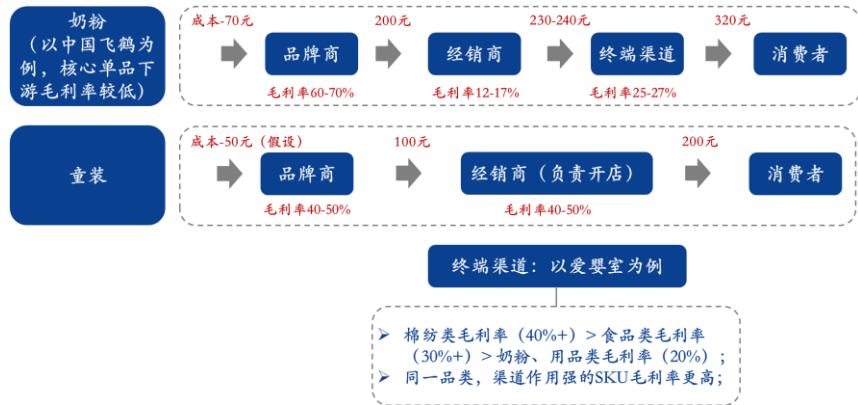 奶粉
（以中国飞鹤为
例，核心单品下
游毛利率较低）
成本-70元
200元
230-240元
320元
品牌商
经销商
终端渠道
消费者
毛利率60-70%
毛利率12-17%
毛利率25-27%
童装
成本-50元（假设）
100元
200元
品牌商
经销商（负责开店）
消费者
毛利率40-50%
毛利率40-50%
终端渠道：以爱婴室为例
➢ 棉纺类毛利率（40%+）＞食品类毛利率
（30%+）＞奶粉、用品类毛利率（20%）；
➢ 同一品类，渠道作用强的SKU毛利率更高；